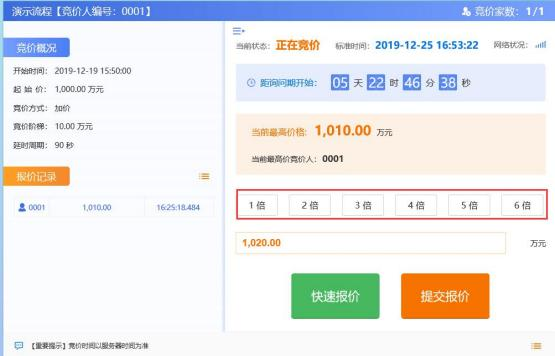 演示流程【竞价人编号：0001】
竞价家数：1/1
竞价概况
开始时间： 2019-12-19 15:50:00
起 始 价： 1,000.00 万元
竞价方式： 加价
竞价阶梯： 10.00 万元
延时周期： 90 秒
报价记录
0001 1,010.00 16:25:18.484
当前状态： 正在竞价 标准时间： 2019-12-25 16:53:22 网络状况：
距询问期开始： 05 天 22 时 46 分 38 秒
当前最高价格： 1,010.00 万元
当前最高价竞价人： 0001
1 倍 2 倍 3 倍 4 倍 5 倍 6 倍
1,020.00 万元
快速报价 提交报价
【重要提示】竞价时间以服务器时间为准